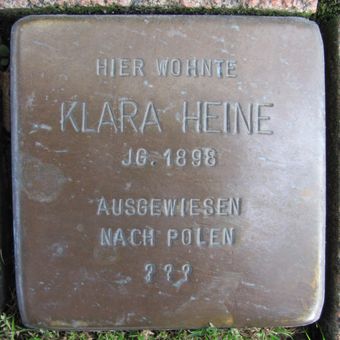 HIER WOHNTE
KLARA HEINE
JG. 1898
AUSGEWIESEN
NACH POLEN
? ? ?